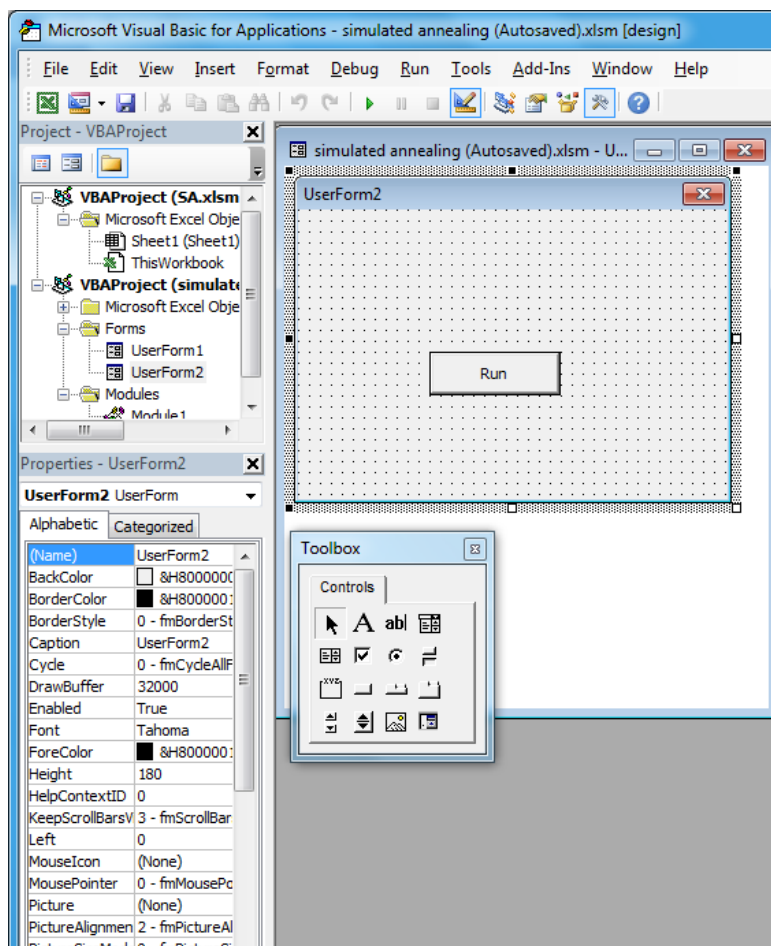 Microsoft Visual Basic for Applications - simulated annealing (Autosaved).xlsm [design]
File Edit View Insert Format Debug Run Tools Add-Ins Window Help
Project - VBAProject
VBAProject (SA.xlsm
Microsoft Excel Obje
Sheet1 (Sheet1)
ThisWorkbook
VBAProject (simulate
Microsoft Excel Obje
Forms
UserForm1
UserForm2
Modules
Module1
Properties - UserForm2
UserForm2 UserForm
Alphabetic Categorized
(Name) UserForm2
BackColor &H8000000
BorderColor &H8000001
BorderStyle 0 - fmBorderSt
Caption UserForm2
Cycle 0 - fmCycleAllF
DrawBuffer 32000
Enabled True
Font Tahoma
ForeColor &H8000001
Height 180
HelpContextID 0
KeepScrollBarsV 3 - fmScrollBar
Left 0
MouseIcon (None)
MousePointer 0 - fmMousePo
Picture (None)
PictureAlignmen 2 - fmPictureAl
simulated annealing (Autosaved).xlsm - U...
UserForm2
Run
Toolbox
Controls
A ab|
XYZ